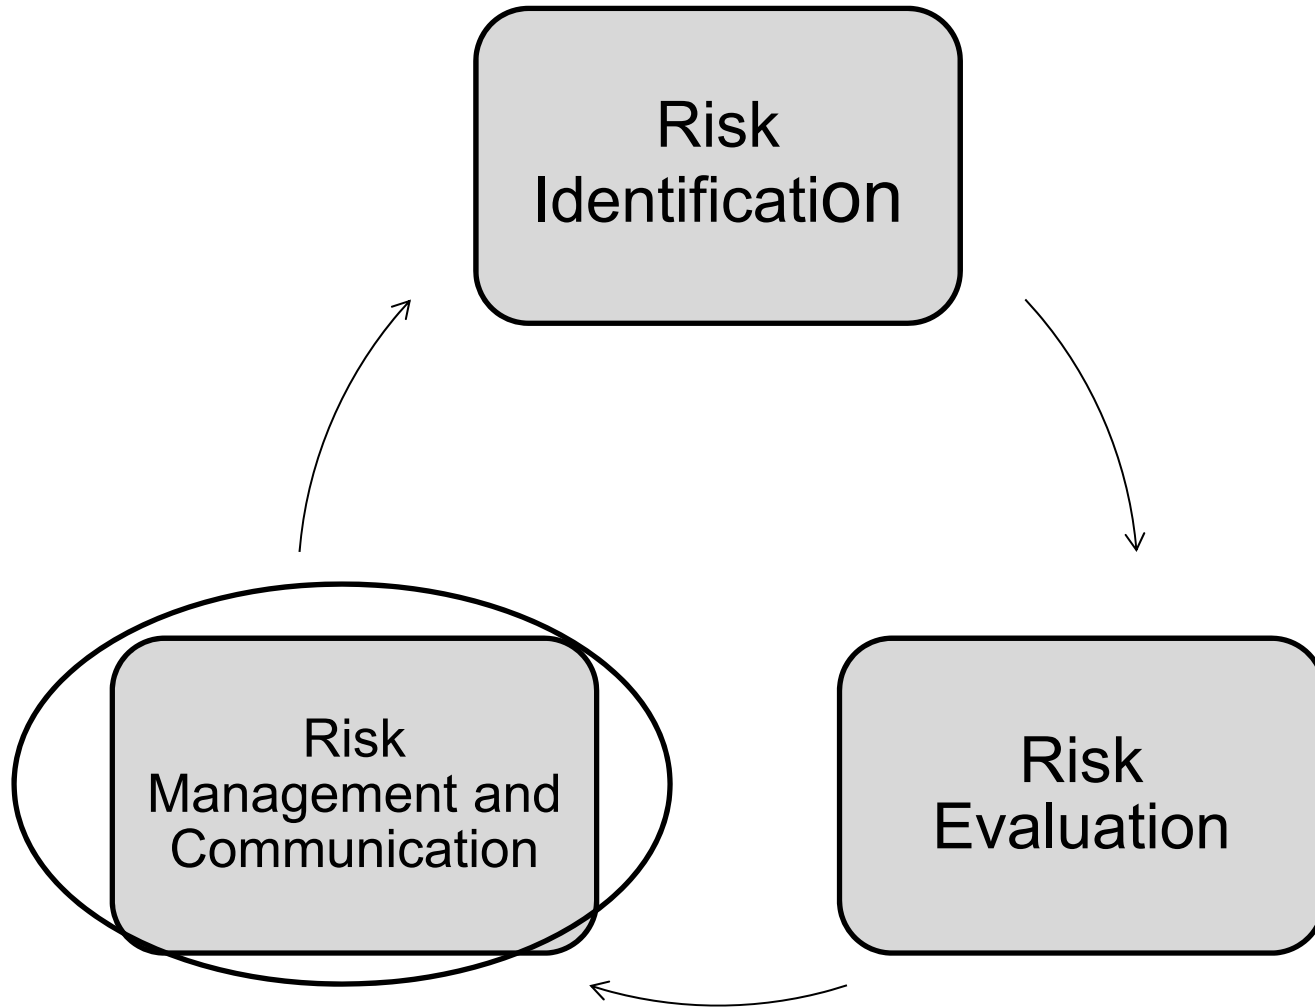 Risk
Identification
Risk
Management and
Communication
Risk
Evaluation